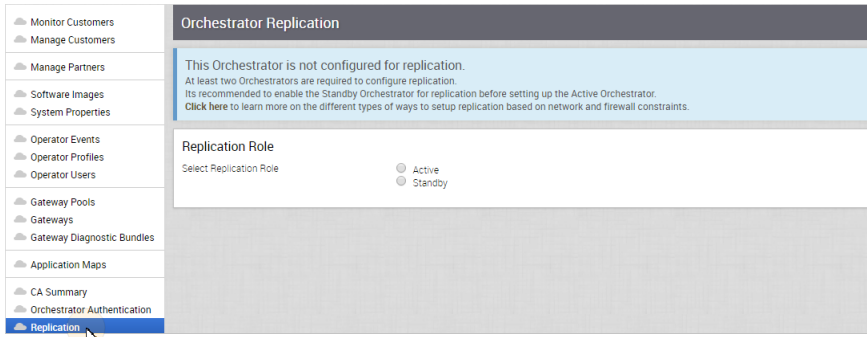 Monitor Customers
Manage Customers
Manage Partners
Software Images
System Properties
Operator Events
Operator Profiles
Operator Users
Gateway Pools
Gateways
Gateway Diagnostic Bundles
Application Maps
CA Summary
Orchestrator Authentication
Replication
Orchestrator Replication
This Orchestrator is not configured for replication.
At least two Orchestrators are required to configure replication.
Its recommended to enable the Standby Orchestrator for replication before setting up the Active Orchestrator.
Click here to learn more on the different types of ways to setup replication based on network and firewall constraints.
Replication Role
Select Replication Role
Active
Standby